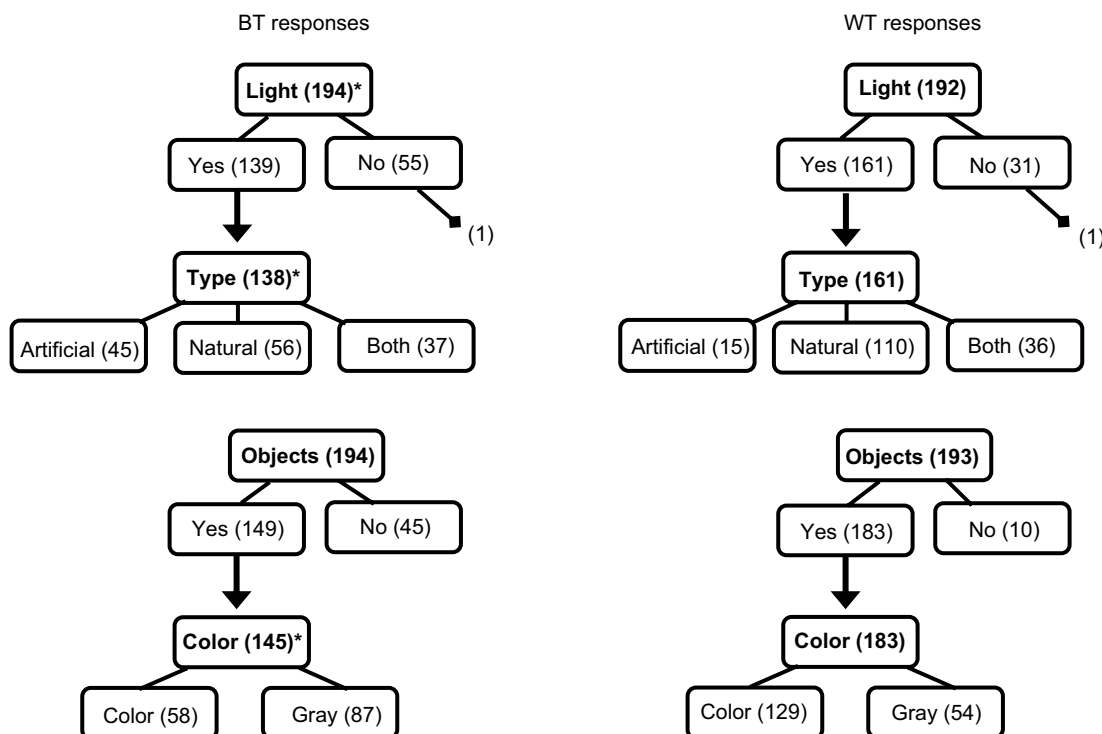 BT responses
Light (194)*
Yes (139)
No (55)
(1)
Type (138)*
Artificial (45)
Natural (56)
Both (37)
Objects (194)
Yes (149)
No (45)
Color (145)*
Color (58)
Gray (87)
WT responses
Light (192)
Yes (161)
No (31)
(1)
Type (161)
Artificial (15)
Natural (110)
Both (36)
Objects (193)
Yes (183)
No (10)
Color (183)
Color (129)
Gray (54)